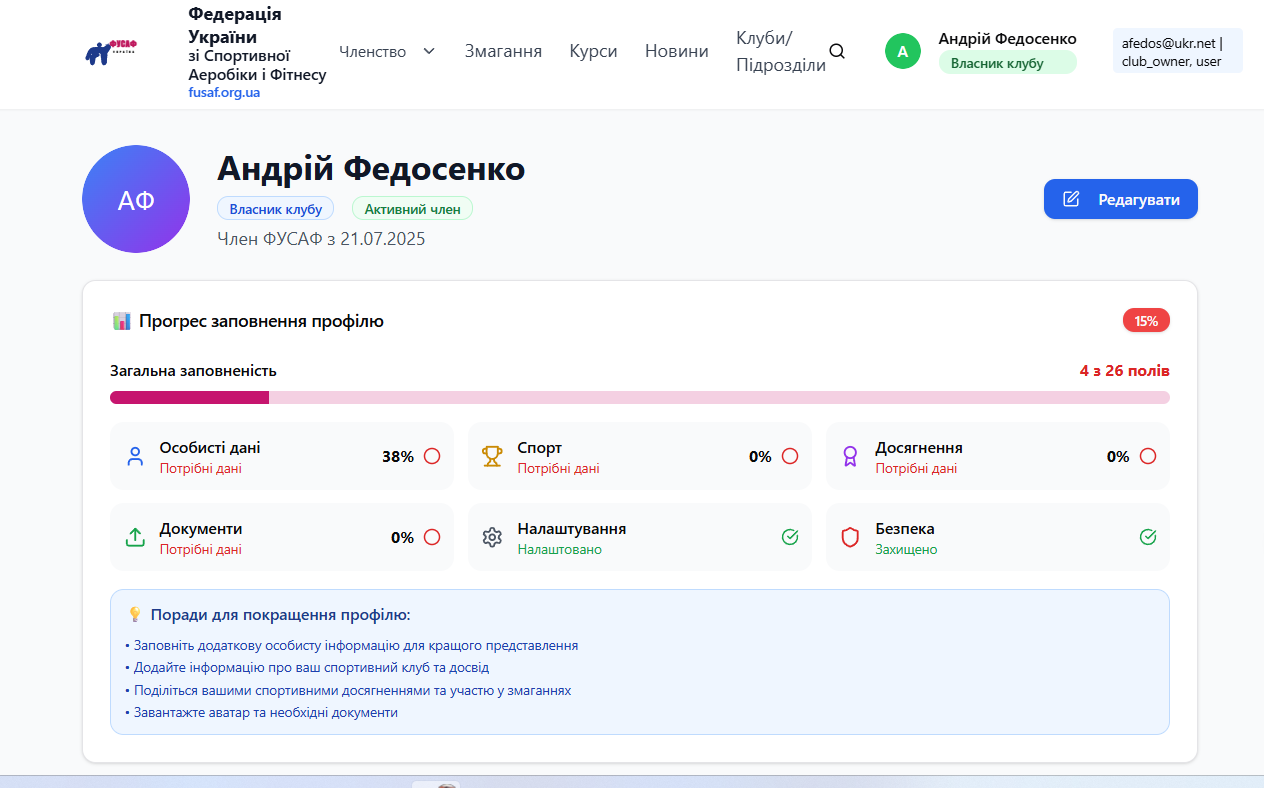 ФУСАФ
Федерація
України
зі Спортивної
Аеробіки і Фітнесу
fusaf.org.ua
Членство
Змагання
Курси
Новини
Клуби/
Підрозділи
А
Андрій Федосенко
Власник клубу
afedos@ukr.net |
club_owner, user
АФ
Андрій Федосенко
Власник клубу
Активний член
Член ФУСАФ з 21.07.2025
Редагувати
Прогрес заповнення профілю
15%
Загальна заповненість
4 з 26 полів
Особисті дані
Потрібні дані
38%
Спорт
Потрібні дані
0%
Досягнення
Потрібні дані
0%
Документи
Потрібні дані
0%
Налаштування
Налаштовано
Безпека
Захищено
Поради для покращення профілю:
• Заповніть додаткову особисту інформацію для кращого представлення
• Додайте інформацію про ваш спортивний клуб та досвід
• Поділіться вашими спортивними досягненнями та участю у змаганнях
• Завантажте аватар та необхідні документи